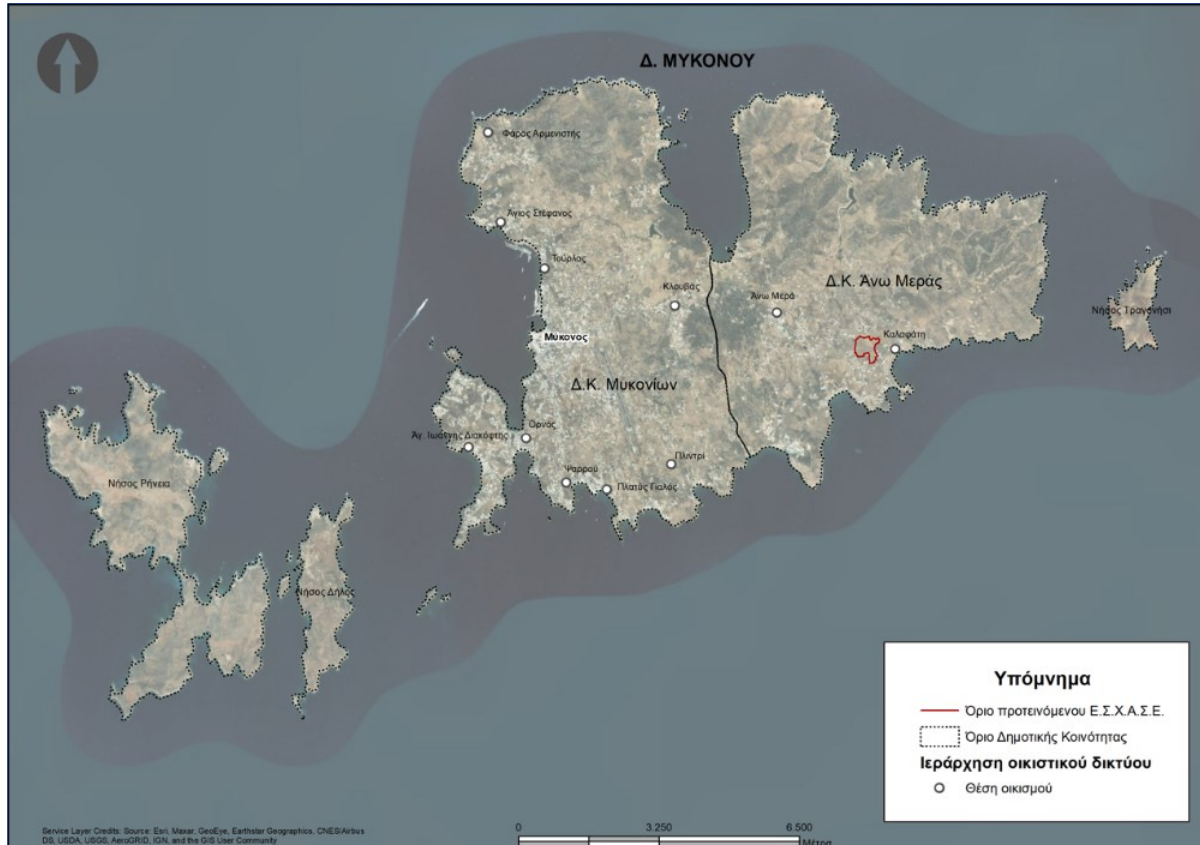 Δ. ΜΥΚΟΝΟΥ
Φάρος Αρμενιστής
Άγιος Στέφανος
Τούρλος
Κλουβάς
Άνω Μερά
Δ.Κ. Άνω Μεράς
Νήσος Τραγονήσι
Καλαφάτη
Μύκονος
Δ.Κ. Μυκονίων
Ορνός
Άγ. Ιωάννης Διακόφτης
Πλιντρί
Ψαρρού
Πλατύς Γιαλός
Νήσος Ρήνεια
Νήσος Δήλος
Υπόμνημα
Όριο προτεινόμενου Ε.Σ.Χ.Α.Σ.Ε.
Όριο Δημοτικής Κοινότητας
Ιεράρχηση οικιστικού δικτύου
Θέση οικισμού
Service Layer Credits: Source: Esri, Maxar, GeoEye, Earthstar Geographics, CNES/Airbus
DS, USDA, USGS, AeroGRID, IGN, and the GIS User Community
0 3.250 6.500
Μέτρα